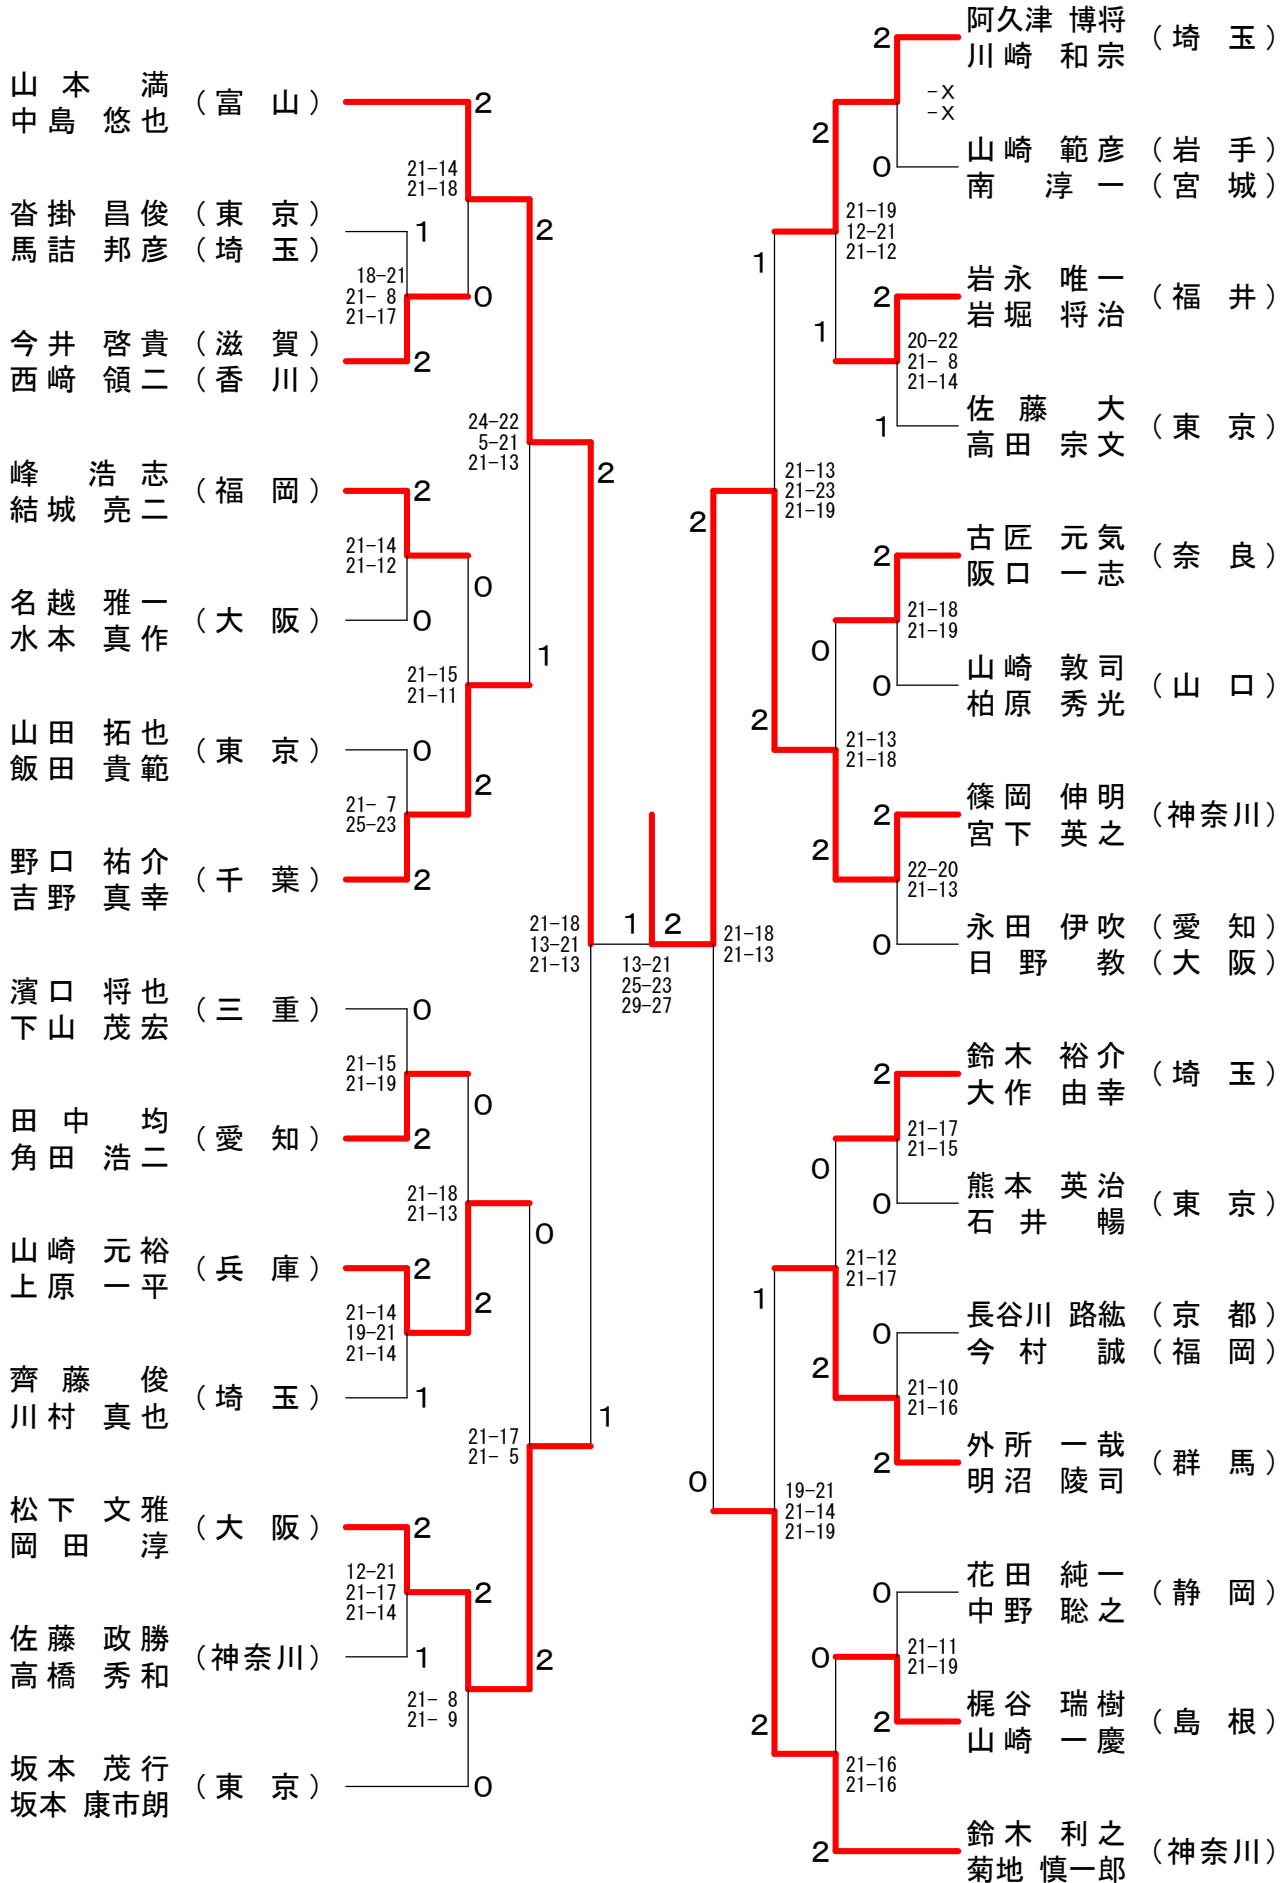 山本 満
中島 悠也
(富 山)
2
21-14
21-18
沓掛 昌俊 (東 京)
馬詰 邦彦 (埼 玉)
1
18-21
21- 8
21-17
0
今井 啓貴 (滋 賀)
西﨑 領二 (香 川)
2
2
24-22
5-21
21-13
峰 浩志
結城 亮二
(福 岡)
2
21-14
21-12
0
名越 雅一
水本 真作
(大 阪)
0
21-15
21-11
1
山田 拓也
飯田 貴範
(東 京)
0
21- 7
25-23
2
野口 祐介
吉野 真幸
(千 葉)
2
2
21-18
13-21
21-13
濱口 将也
下山 茂宏
(三 重)
0
21-15
21-19
0
田中 均
角田 浩二
(愛 知)
2
21-18
21-13
0
山崎 元裕
上原 一平
(兵 庫)
2
21-14
19-21
21-14
2
齊藤 俊
川村 真也
(埼 玉)
1
21-17
21- 5
1
松下 文雅
岡田 淳
(大 阪)
2
12-21
21-17
21-14
2
佐藤 政勝
高橋 秀和
(神奈川)
1
21- 8
21- 9
2
坂本 茂行
坂本 康市朗
(東 京)
0
1 2
13-21
25-23
29-27
阿久津 博将
川崎 和宗
(埼 玉)
2
-X
-X
2
山崎 範彦 (岩 手)
南 淳一 (宮 城)
0
21-19
12-21
21-12
1
岩永 唯一
岩堀 将治
(福 井)
2
20-22
21- 8
21-14
1
佐藤 大
高田 宗文
(東 京)
1
21-13
21-23
21-19
2
古匠 元気
阪口 一志
(奈 良)
2
21-18
21-19
0
山崎 敦司
柏原 秀光
(山 口)
0
21-13
21-18
2
篠岡 伸明
宮下 英之
(神奈川)
2
22-20
21-13
2
永田 伊吹 (愛 知)
日野 教 (大 阪)
0
21-18
21-13
鈴木 裕介
大作 由幸
(埼 玉)
2
21-17
21-15
0
熊本 英治
石井 暢
(東 京)
0
21-12
21-17
1
長谷川 路紘 (京 都)
今村 誠 (福 岡)
0
21-10
21-16
2
外所 一哉
明沼 陵司
(群 馬)
2
0
19-21
21-14
21-19
花田 純一
中野 聡之
(静 岡)
0
21-11
21-19
0
梶谷 瑞樹
山崎 一慶
(島 根)
2
21-16
21-16
2
鈴木 利之
菊地 慎一郎
(神奈川)
2